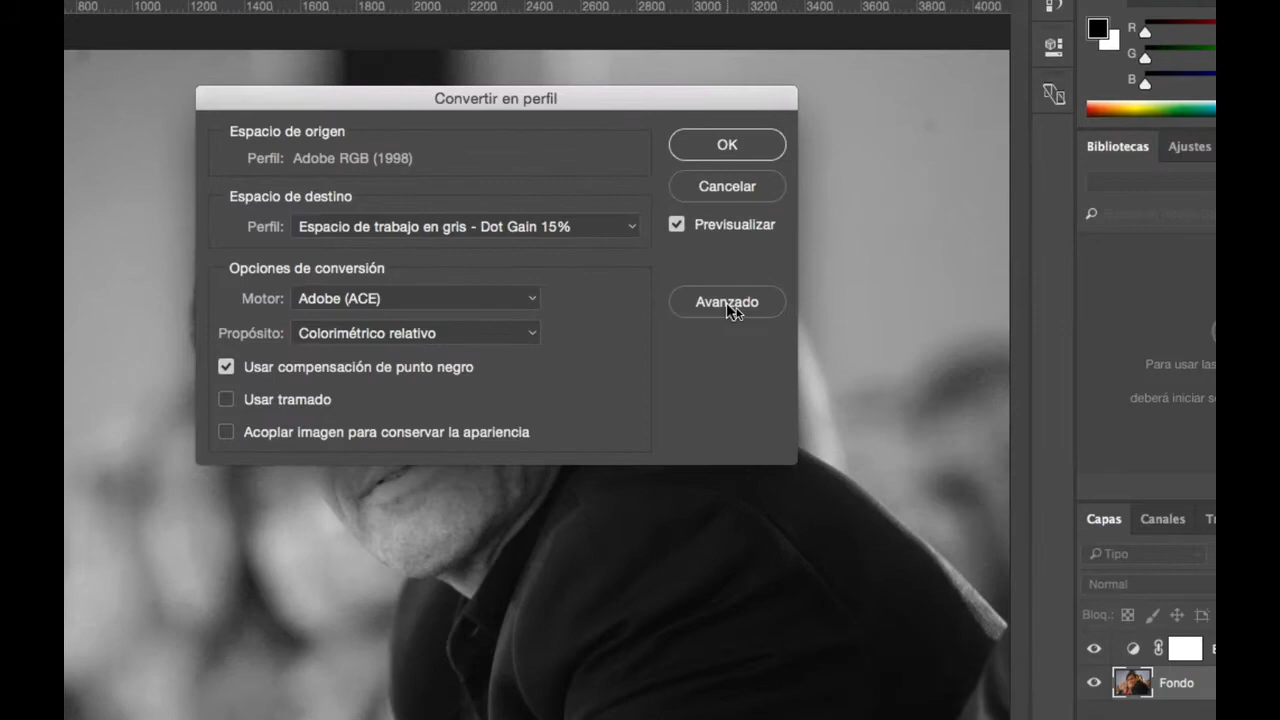 800 1000 1200 1400 1600 1800 2000 2200 2400 2600 2800 3000 3200 3400 3600 3800 4000
Convertir en perfil
Espacio de origen
Perfil: Adobe RGB (1998)
Espacio de destino
Perfil: Espacio de trabajo en gris - Dot Gain 15%
Opciones de conversión
Motor: Adobe (ACE)
Propósito: Colorimétrico relativo
Usar compensación de punto negro
Usar tramado
Acoplar imagen para conservar la apariencia
OK
Cancelar
Previsualizar
Avanzado
R
G
B
Bibliotecas Ajustes
Para usar las
deberá iniciar s
Capas Canales Tr
Tipo
Normal
Bloq.:
Fondo